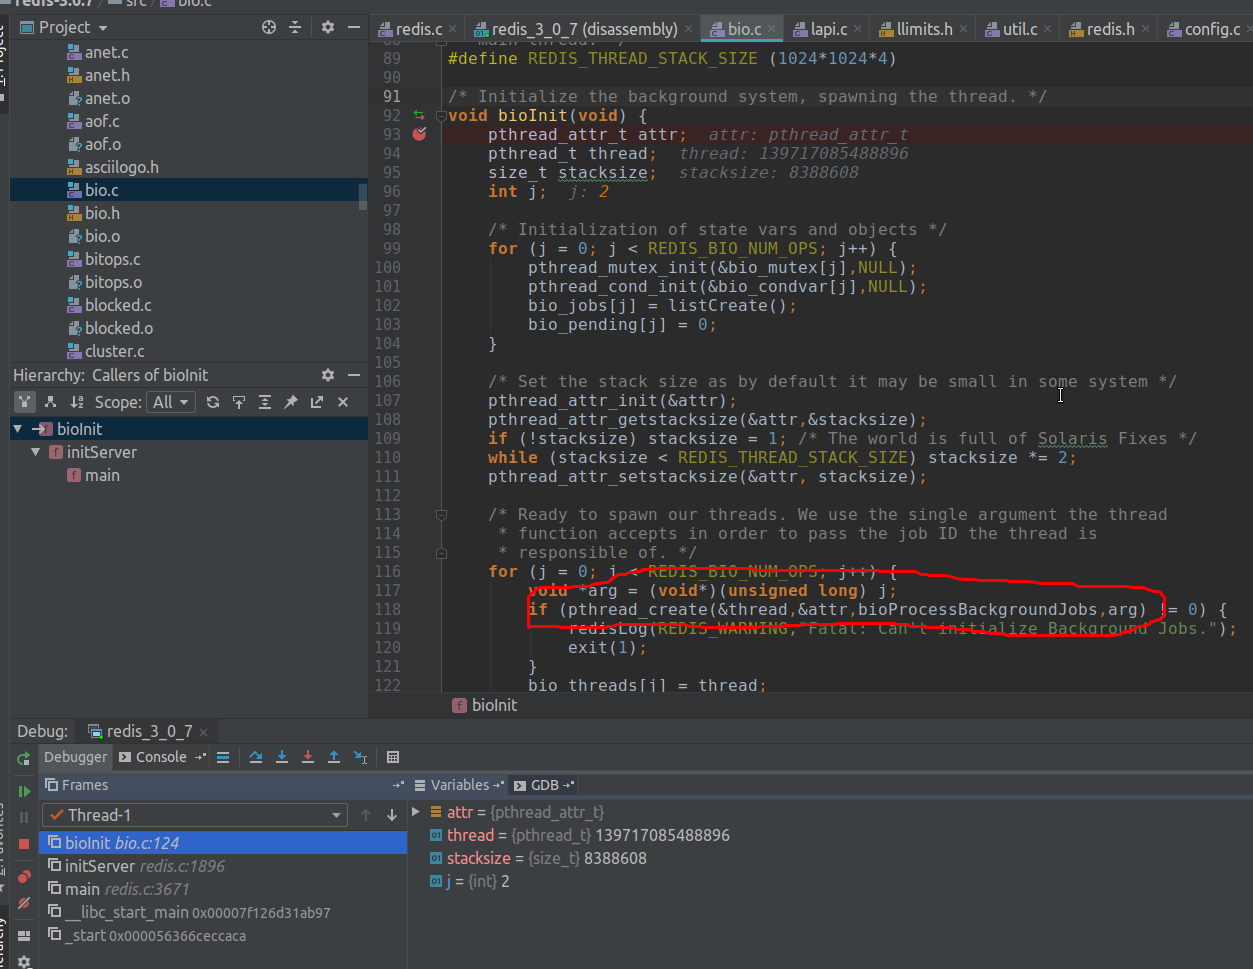 redis-3.0.7 src bio.c
Project
redis.c redis_3_0_7 (disassembly) bio.c lapi.c llimits.h util.c redis.h config.c
anet.c
anet.h
anet.o
aof.c
aof.o
asciilogo.h
bio.c
bio.h
bio.o
bitops.c
bitops.o
blocked.c
blocked.o
cluster.c
Hierarchy: Callers of bioInit
Scope: All
bioInit
initServer
main
88 main thread. */
89 #define REDIS_THREAD_STACK_SIZE (1024*1024*4)
90
91 /* Initialize the background system, spawning the thread. */
92 void bioInit(void) {
93 pthread_attr_t attr; attr: pthread_attr_t
94 pthread_t thread; thread: 139717085488896
95 size_t stacksize; stacksize: 8388608
96 int j; j: 2
97
98 /* Initialization of state vars and objects */
99 for (j = 0; j < REDIS_BIO_NUM_OPS; j++) {
100 pthread_mutex_init(&bio_mutex[j],NULL);
101 pthread_cond_init(&bio_condvar[j],NULL);
102 bio_jobs[j] = listCreate();
103 bio_pending[j] = 0;
104 }
105
106 /* Set the stack size as by default it may be small in some system */
107 pthread_attr_init(&attr);
108 pthread_attr_getstacksize(&attr,&stacksize);
109 if (!stacksize) stacksize = 1; /* The world is full of Solaris Fixes */
110 while (stacksize < REDIS_THREAD_STACK_SIZE) stacksize *= 2;
111 pthread_attr_setstacksize(&attr, stacksize);
112
113 /* Ready to spawn our threads. We use the single argument the thread
114 * function accepts in order to pass the job ID the thread is
115 * responsible of. */
116 for (j = 0; j < REDIS_BIO_NUM_OPS; j++) {
117 void *arg = (void*)(unsigned long) j;
118 if (pthread_create(&thread,&attr,bioProcessBackgroundJobs,arg) != 0) {
119 redisLog(REDIS_WARNING,"Fatal: Can't initialize Background Jobs.");
120 exit(1);
121 }
122 bio_threads[j] = thread;
bioInit
Debug: redis_3_0_7
Debugger Console
Frames
Variables GDB
Thread-1
bioInit bio.c:124
initServer redis.c:1896
main redis.c:3671
__libc_start_main 0x00007f126d31ab97
_start 0x000056366ceccaca
attr = {pthread_attr_t}
thread = {pthread_t} 139717085488896
stacksize = {size_t} 8388608
j = {int} 2